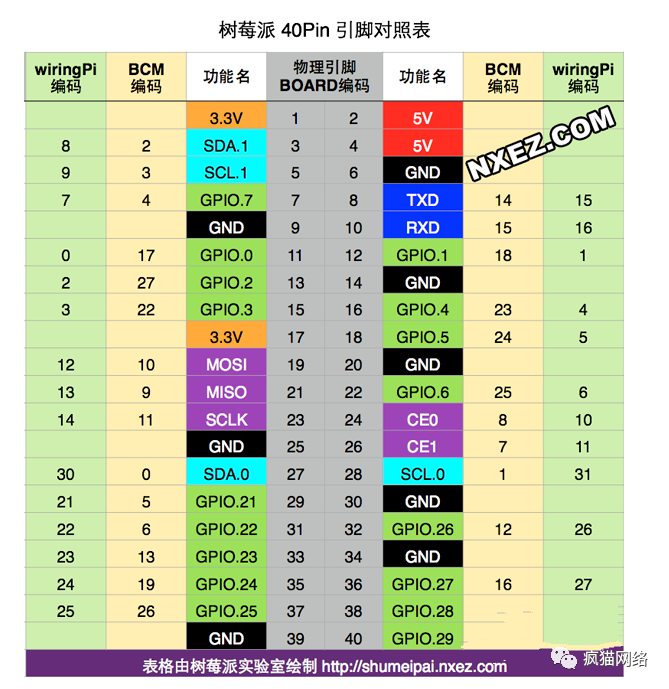 树莓派 40Pin 引脚对照表
wiringPi 编码 BCM 编码 功能名 物理引脚 BOARD编码 功能名 BCM 编码 wiringPi 编码
3.3V 1 2 5V
8 2 SDA.1 3 4 5V
9 3 SCL.1 5 6 GND
7 4 GPIO.7 7 8 TXD 14 15
GND 9 10 RXD 15 16
0 17 GPIO.0 11 12 GPIO.1 18 1
2 27 GPIO.2 13 14 GND
3 22 GPIO.3 15 16 GPIO.4 23 4
3.3V 17 18 GPIO.5 24 5
12 10 MOSI 19 20 GND
13 9 MISO 21 22 GPIO.6 25 6
14 11 SCLK 23 24 CE0 8 10
GND 25 26 CE1 7 11
30 0 SDA.0 27 28 SCL.0 1 31
21 5 GPIO.21 29 30 GND
22 6 GPIO.22 31 32 GPIO.26 12 26
23 13 GPIO.23 33 34 GND
24 19 GPIO.24 35 36 GPIO.27 16 27
25 26 GPIO.25 37 38 GPIO.28
GND 39 40 GPIO.29
表格由树莓派实验室绘制 http://shumeipai.nxez.com
NXEZ.COM
疯猫网络